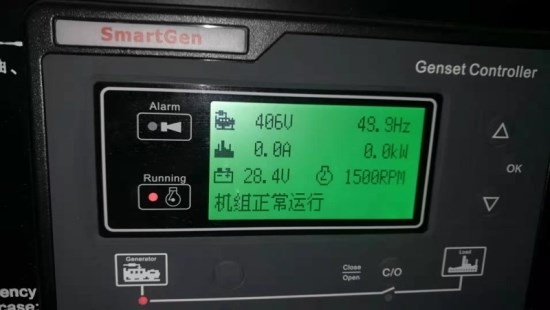 SmartGen
Genset Controller
Alarm
406V 49.9Hz
0.0A 0.0kW
Running
28.4V 1500RPM
机组正常运行
OK
Generator
Close
Open
C/O
Load
ency
case: